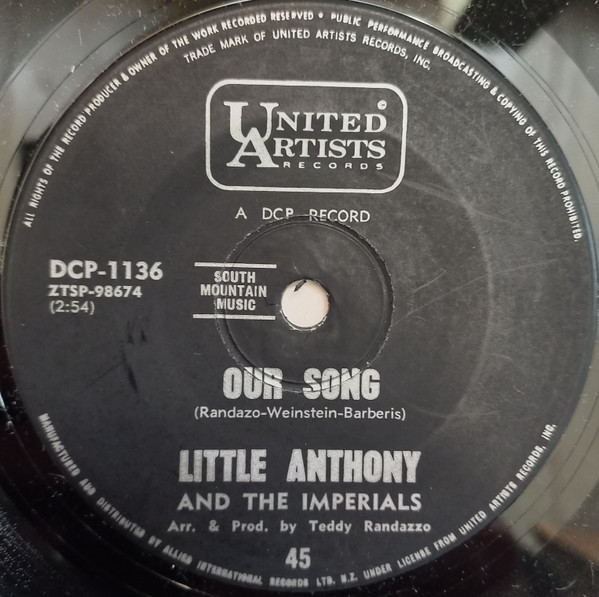 ALL RIGHTS OF THE RECORD PRODUCER & OWNER OF THE WORK RECORDED RESERVED • PUBLIC PERFORMANCE BROADCASTING & COPYING OF THIS RECORD PROHIBITED.
TRADE MARK OF UNITED ARTISTS RECORDS, INC.
©
UNITED
ARTISTS
RECORDS
A DCP RECORD
DCP-1136
ZTSP-98674
(2:54)
SOUTH
MOUNTAIN
MUSIC
OUR SONG
(Randazo-Weinstein-Barberis)
LITTLE ANTHONY
AND THE IMPERIALS
Arr. & Prod. by Teddy Randazzo
45
MANUFACTURED AND DISTRIBUTED BY ALLIED INTERNATIONAL RECORDS LTD. N.Z. UNDER LICENSE FROM UNITED ARTISTS RECORDS, INC.